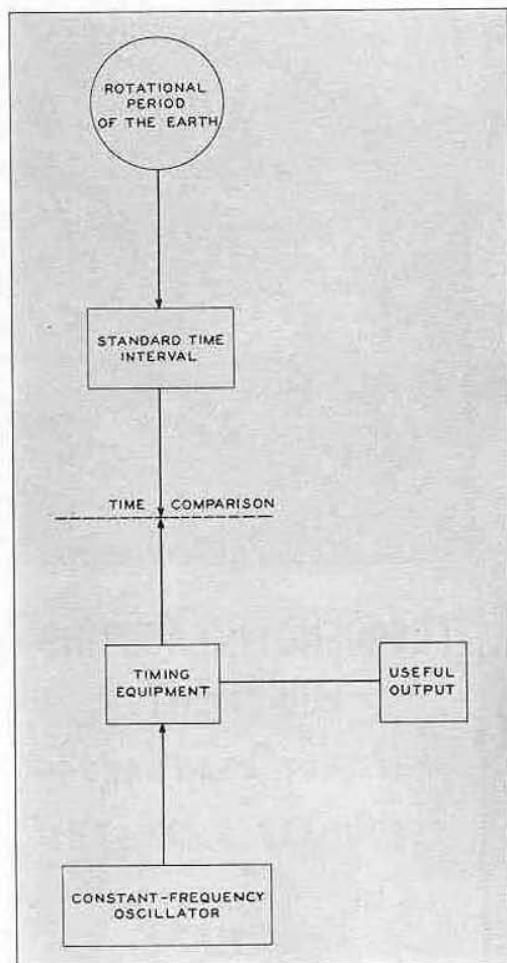 ROTATIONAL
PERIOD
OF THE EARTH
STANDARD TIME
INTERVAL
TIME COMPARISON
TIMING
EQUIPMENT
USEFUL
OUTPUT
CONSTANT-FREQUENCY
OSCILLATOR